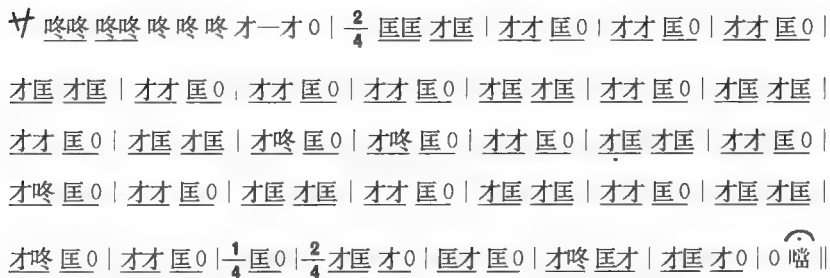 サ 咚咚 咚咚 咚 咚 咚 才—才 0 | 2/4 匡匡 才匡 | 才才 匡0 | 才才 匡0 | 才才 匡0 |
才匡 才匡 | 才才 匡0 | 才才 匡0 | 才才 匡0 | 才匡 才匡 | 才才 匡0 | 才匡 才匡 |
才才 匡0 | 才匡 才匡 | 才咚 匡0 | 才咚 匡0 | 才才 匡0 | 才匡 才匡 | 才才 匡0 |
才咚 匡0 | 才才 匡0 | 才匡 才匡 | 才才 匡0 | 才匡 才匡 | 才才 匡0 | 才匡 才匡 |
才咚 匡0 | 才才 匡0 | 1/4 匡0 | 2/4 才匡 才0 | 匡才 匡0 | 才咚 匡才 | 才匡 才0 | 0 噹 ‖